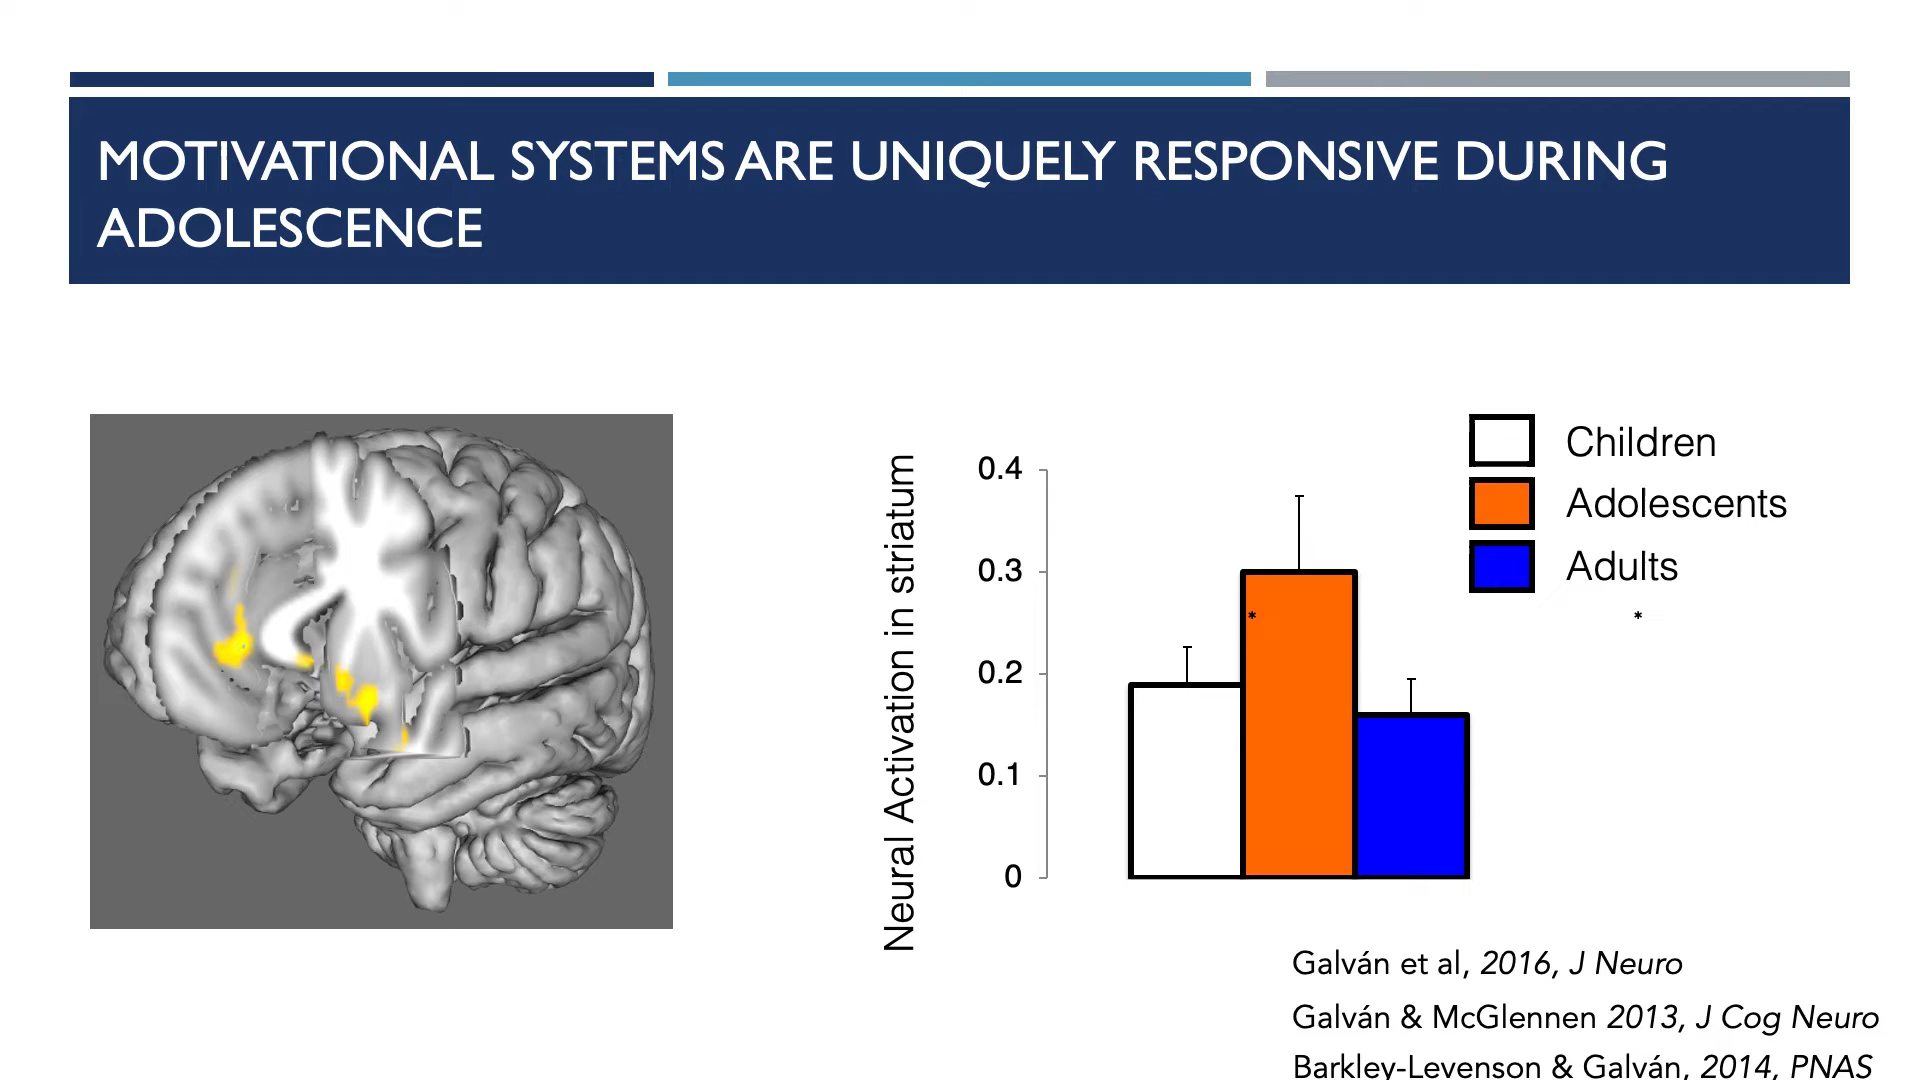 MOTIVATIONAL SYSTEMS ARE UNIQUELY RESPONSIVE DURING
ADOLESCENCE
Neural Activation in striatum
0.4
0.3
0.2
0.1
0
*
Children
Adolescents
Adults
*
Galván et al, 2016, J Neuro
Galván & McGlennen 2013, J Cog Neuro
Barkley-Levenson & Galván, 2014, PNAS